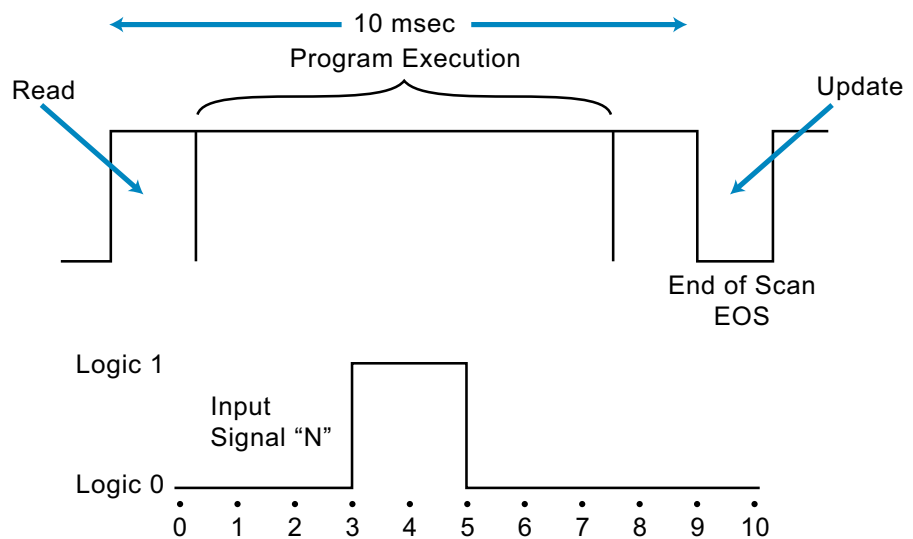 10 msec
Program Execution
Read
Update
End of Scan
EOS
Logic 1
Input
Signal “N”
Logic 0
0 1 2 3 4 5 6 7 8 9 10